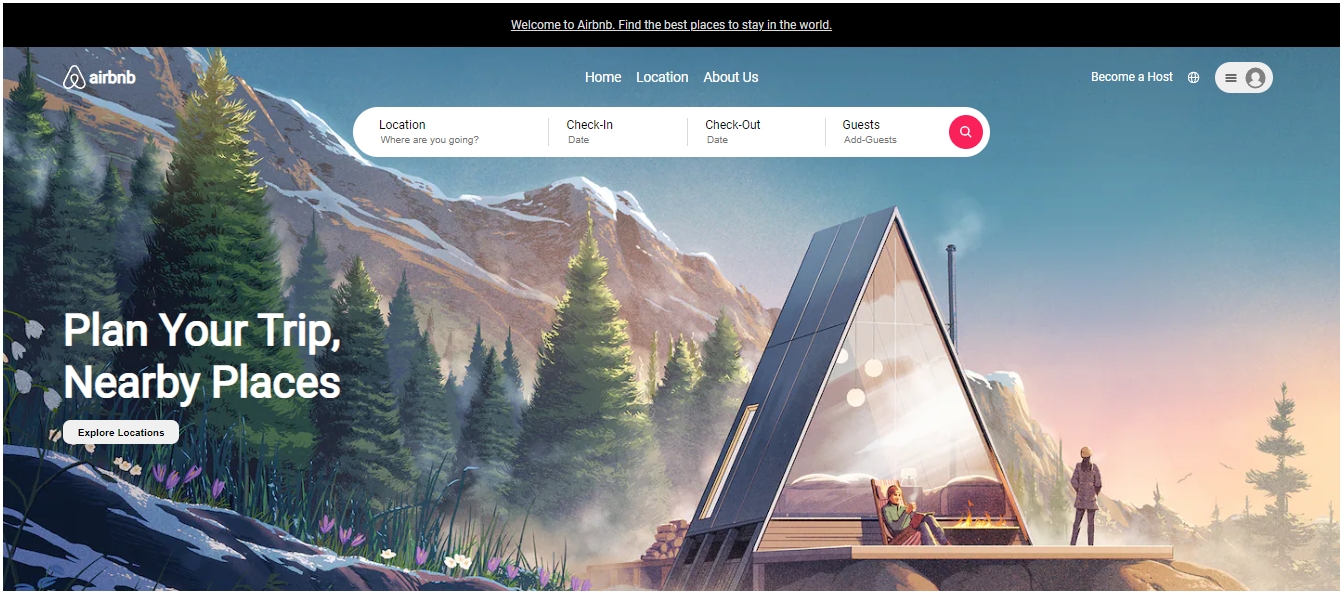 Welcome to Airbnb. Find the best places to stay in the world.
airbnb
Home Location About Us
Become a Host
Location Check-In Check-Out Guests
Where are you going? Date Date Add-Guests
Plan Your Trip,
Nearby Places
Explore Locations